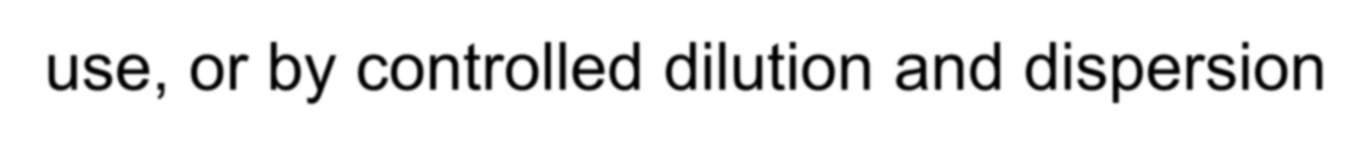 use, or by controlled dilution and dispersion